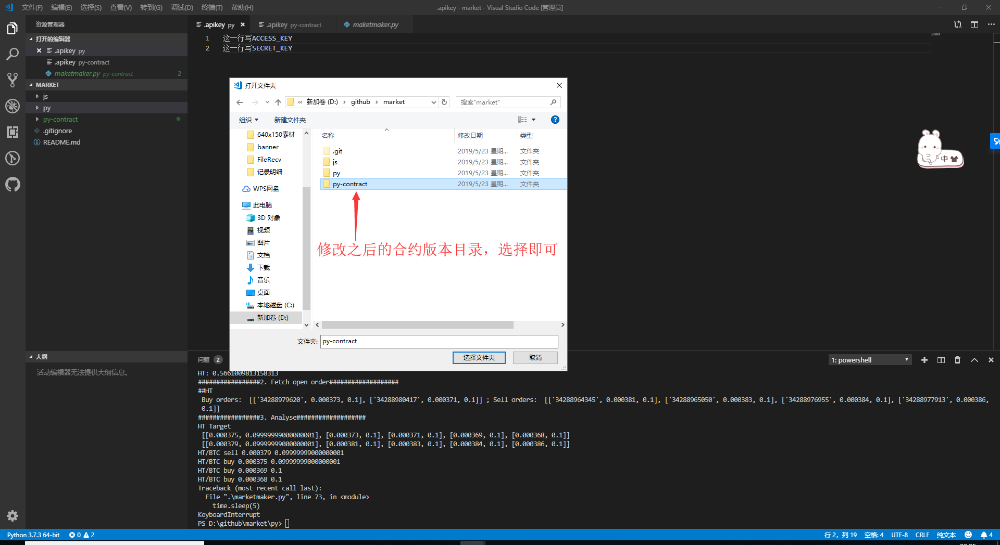 文件(F) 编辑(E) 选择(S) 查看(V) 转到(G) 调试(D) 终端(T) 帮助(H) .apikey - market - Visual Studio Code [管理员]
资源管理器
打开的编辑器
.apikey py
.apikey py-contract
maketmaker.py py-contract 2
MARKET
js
py
py-contract
.gitignore
README.md
大纲
活动编辑器无法提供大纲信息。
.apikey py .apikey py-contract maketmaker.py
1 这一行写ACCESS_KEY
2 这一行写SECRET_KEY
打开文件夹
« 新加卷 (D:) › github › market 搜索"market"
组织 新建文件夹
640x150素材
banner
FileRecv
记录明细
WPS网盘
此电脑
3D 对象
视频
图片
文档
下载
音乐
桌面
本地磁盘 (C:)
新加卷 (D:)
名称 修改日期 类型
.git 2019/5/23 星期... 文件夹
js 2019/5/23 星期... 文件夹
py 2019/5/23 星期... 文件夹
py-contract 2019/5/23 星期... 文件夹
修改之后的合约版本目录，选择即可
文件夹: py-contract
选择文件夹 取消
中
问题 2 1: powershell
HT: 0.5661009813158313
#################2. Fetch open order###################
##HT
Buy orders:  [['34288979620', 0.000373, 0.1], ['34288980417', 0.000371, 0.1]] ; Sell orders:  [['34288964345', 0.000381, 0.1], ['34288965050', 0.000383, 0.1], ['34288976955', 0.000384, 0.1], ['34288977913', 0.000386,
0.1]]
#################3. Analyse###################
HT Target
[[0.000375, 0.09999999000000001], [0.000373, 0.1], [0.000371, 0.1], [0.000369, 0.1], [0.000368, 0.1]]
[[0.000379, 0.09999999000000001], [0.000381, 0.1], [0.000383, 0.1], [0.000384, 0.1], [0.000386, 0.1]]
HT/BTC sell 0.000379 0.09999999000000001
HT/BTC buy 0.000375 0.09999999000000001
HT/BTC buy 0.000369 0.1
HT/BTC buy 0.000368 0.1
Traceback (most recent call last):
File ".\marketmaker.py", line 73, in <module>
time.sleep(5)
KeyboardInterrupt
PS D:\github\market\py>
Python 3.7.3 64-bit 0 2 行 2，列 19 空格: 4 UTF-8 CRLF 纯文本 4